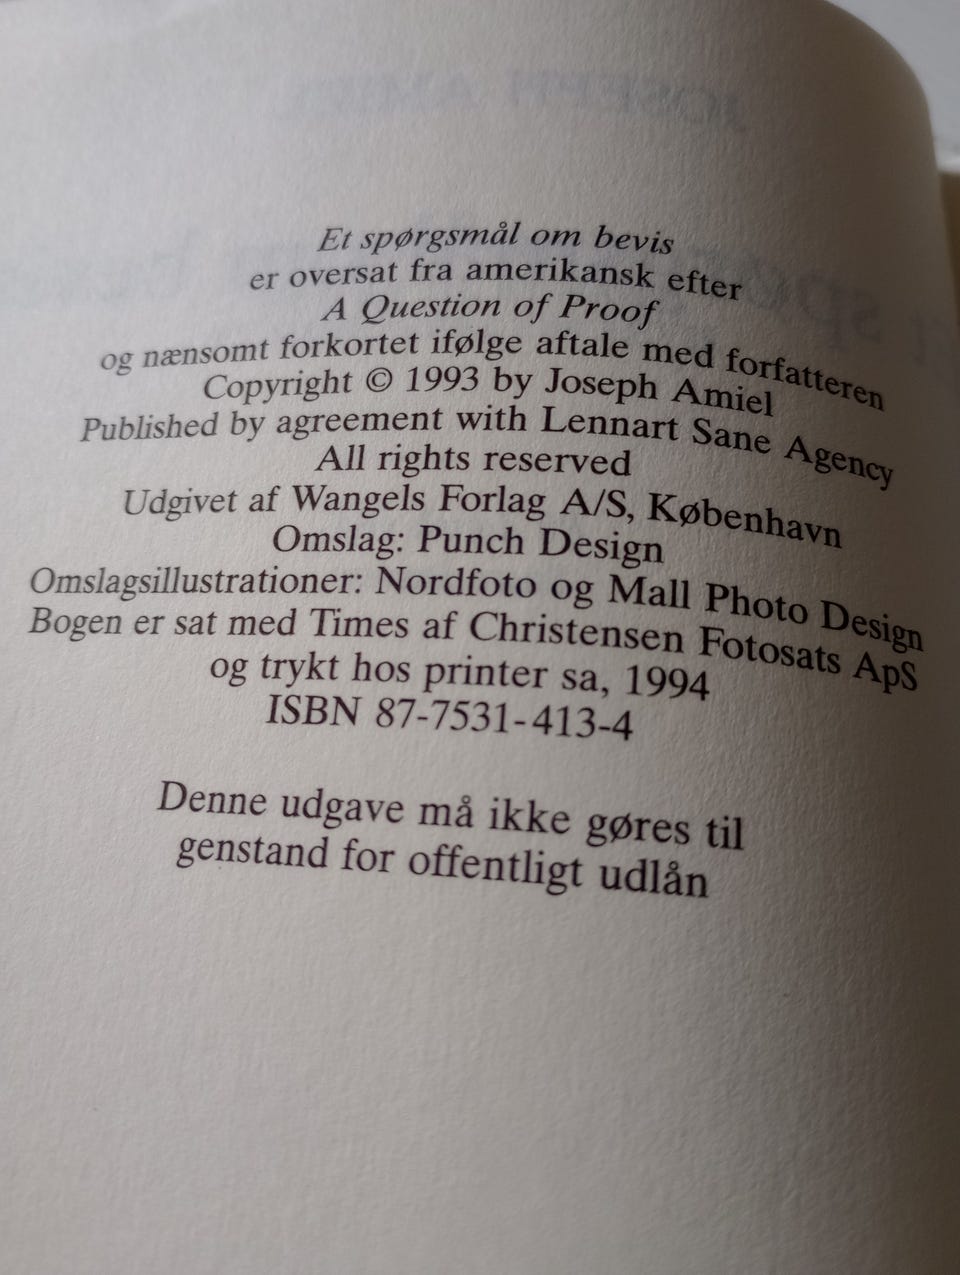 Et spørgsmål om bevis
er oversat fra amerikansk efter
A Question of Proof
og nænsomt forkortet ifølge aftale med forfatteren
Copyright © 1993 by Joseph Amiel
Published by agreement with Lennart Sane Agency
All rights reserved
Udgivet af Wangels Forlag A/S, København
Omslag: Punch Design
Omslagsillustrationer: Nordfoto og Mall Photo Design
Bogen er sat med Times af Christensen Fotosats ApS
og trykt hos printer sa, 1994
ISBN 87-7531-413-4
Denne udgave må ikke gøres til
genstand for offentligt udlån